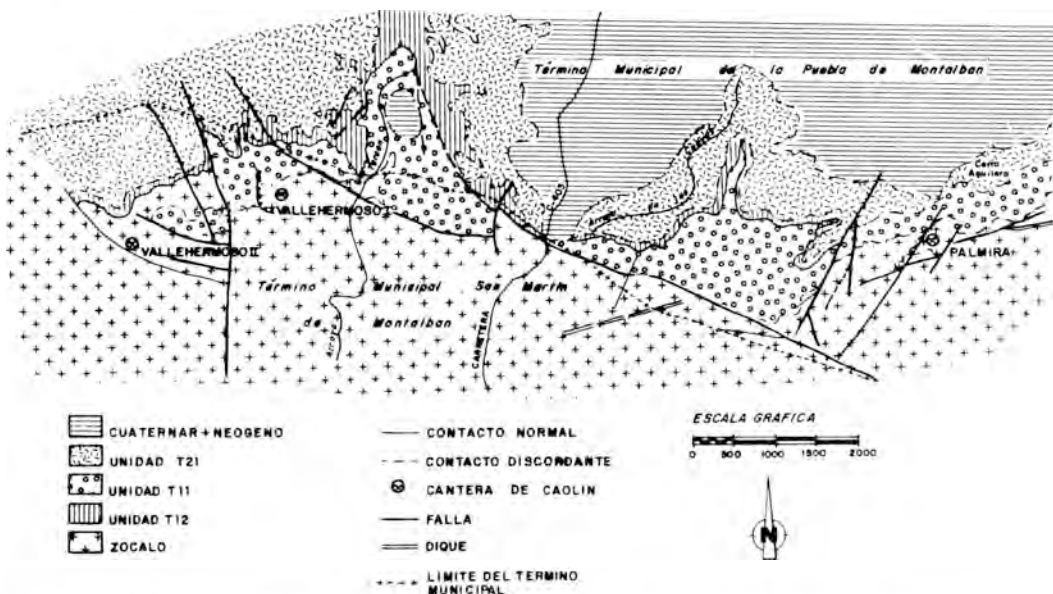 Término Municipal de la Puebla de Montalban
Cerro
Aguilera
VALLEHERMOSO I
VALLEHERMOSO II
PALMIRA
Término Municipal San Martín
de Montalban
Arroyo
CARRETERA
CUATERNAR+NEOGENO
UNIDAD T21
UNIDAD T11
UNIDAD T12
ZOCALO
CONTACTO NORMAL
CONTACTO DISCORDANTE
CANTERA DE CAOLIN
FALLA
DIQUE
LIMITE DEL TERMINO
MUNICIPAL
ESCALA GRAFICA
0 500 1000 1500 2000
N